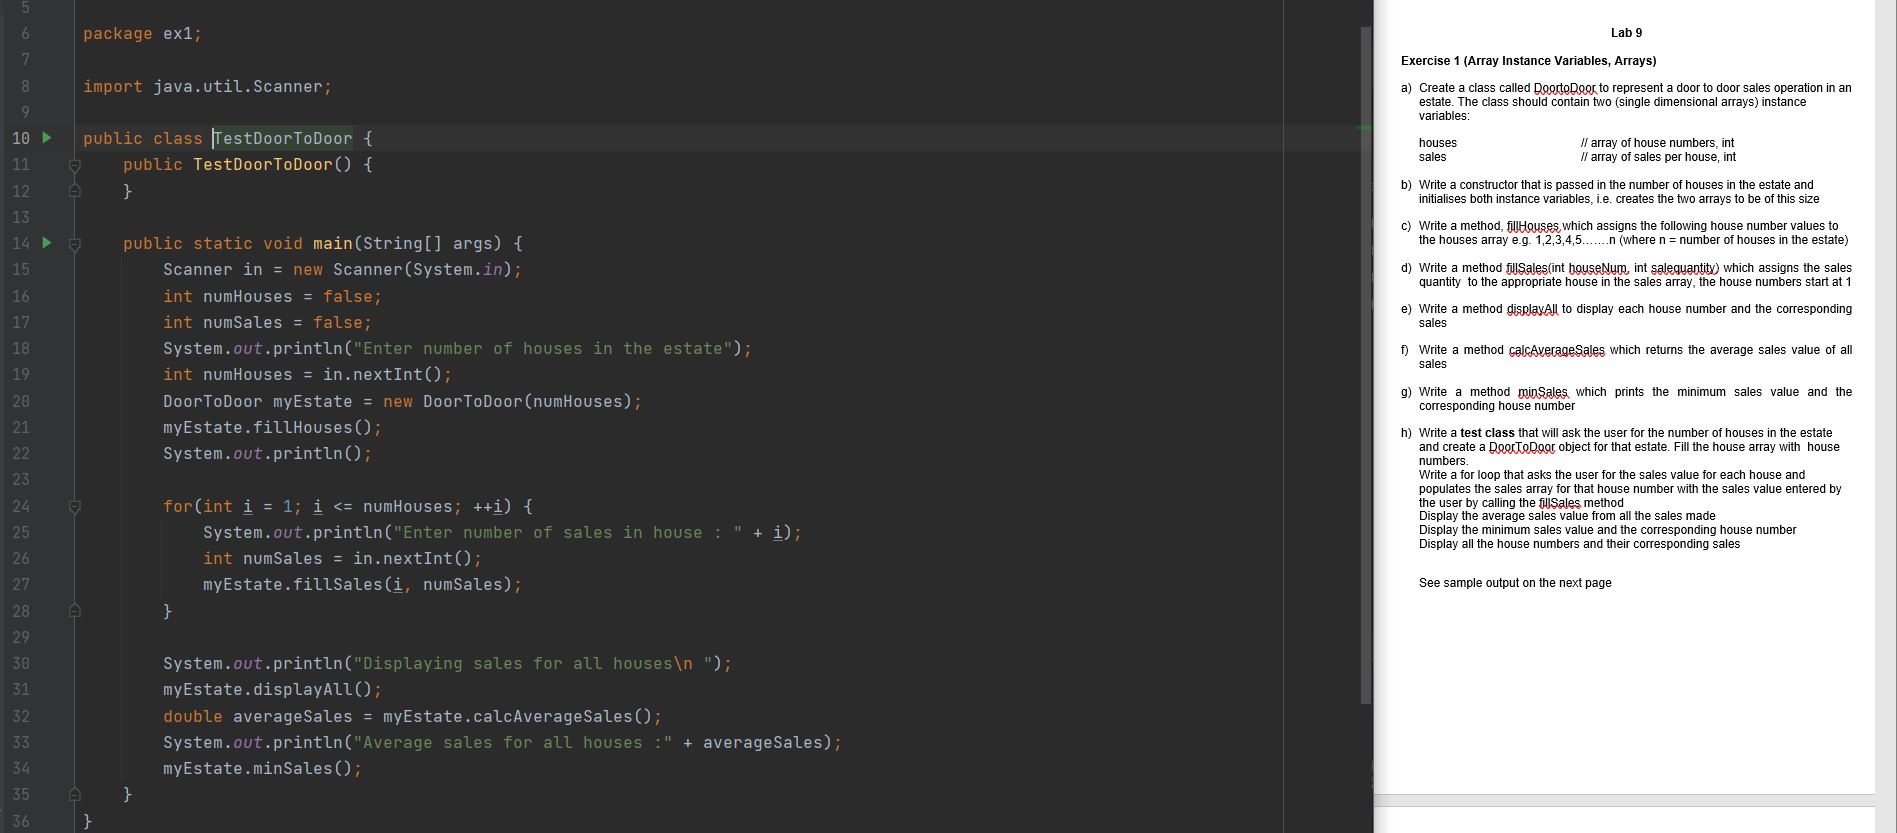 5
6 package ex1;
7
8 import java.util.Scanner;
9
10 public class TestDoorToDoor {
11 public TestDoorToDoor() {
12 }
13
14 public static void main(String[] args) {
15 Scanner in = new Scanner(System.in);
16 int numHouses = false;
17 int numSales = false;
18 System.out.println("Enter number of houses in the estate");
19 int numHouses = in.nextInt();
20 DoorToDoor myEstate = new DoorToDoor(numHouses);
21 myEstate.fillHouses();
22 System.out.println();
23
24 for(int i = 1; i <= numHouses; ++i) {
25 System.out.println("Enter number of sales in house : " + i);
26 int numSales = in.nextInt();
27 myEstate.fillSales(i, numSales);
28 }
29
30 System.out.println("Displaying sales for all houses\n ");
31 myEstate.displayAll();
32 double averageSales = myEstate.calcAverageSales();
33 System.out.println("Average sales for all houses :" + averageSales);
34 myEstate.minSales();
35 }
36 }
Lab 9
Exercise 1 (Array Instance Variables, Arrays)
a) Create a class called DoortoDoor to represent a door to door sales operation in an
estate. The class should contain two (single dimensional arrays) instance
variables:
houses // array of house numbers, int
sales // array of sales per house, int
b) Write a constructor that is passed in the number of houses in the estate and
initialises both instance variables, i.e. creates the two arrays to be of this size
c) Write a method, fillHouses which assigns the following house number values to
the houses array e.g. 1,2,3,4,5…….n (where n = number of houses in the estate)
d) Write a method fillSales(int houseNum, int salequantity) which assigns the sales
quantity to the appropriate house in the sales array, the house numbers start at 1
e) Write a method displayAll to display each house number and the corresponding
sales
f) Write a method calcAverageSales which returns the average sales value of all
sales
g) Write a method minSales which prints the minimum sales value and the
corresponding house number
h) Write a test class that will ask the user for the number of houses in the estate
and create a DoorToDoor object for that estate. Fill the house array with house
numbers.
Write a for loop that asks the user for the sales value for each house and
populates the sales array for that house number with the sales value entered by
the user by calling the fillSales method
Display the average sales value from all the sales made
Display the minimum sales value and the corresponding house number
Display all the house numbers and their corresponding sales
See sample output on the next page